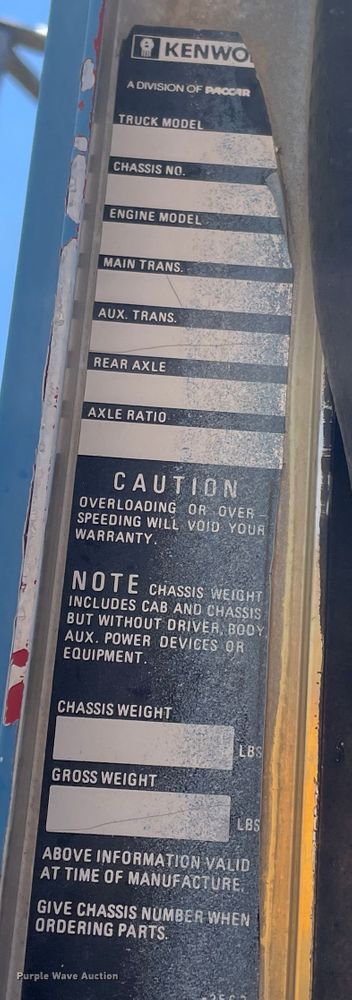 KENWO
A DIVISION OF PACCAR
TRUCK MODEL
CHASSIS NO.
ENGINE MODEL
MAIN TRANS.
AUX. TRANS.
REAR AXLE
AXLE RATIO
CAUTION
OVERLOADING OR OVER-
SPEEDING WILL VOID YOUR
WARRANTY.
NOTE CHASSIS WEIGHT
INCLUDES CAB AND CHASSIS
BUT WITHOUT DRIVER, BODY
AUX. POWER DEVICES OR
EQUIPMENT.
CHASSIS WEIGHT
LBS
GROSS WEIGHT
LBS
ABOVE INFORMATION VALID
AT TIME OF MANUFACTURE.
GIVE CHASSIS NUMBER WHEN
ORDERING PARTS.
Purple Wave Auction